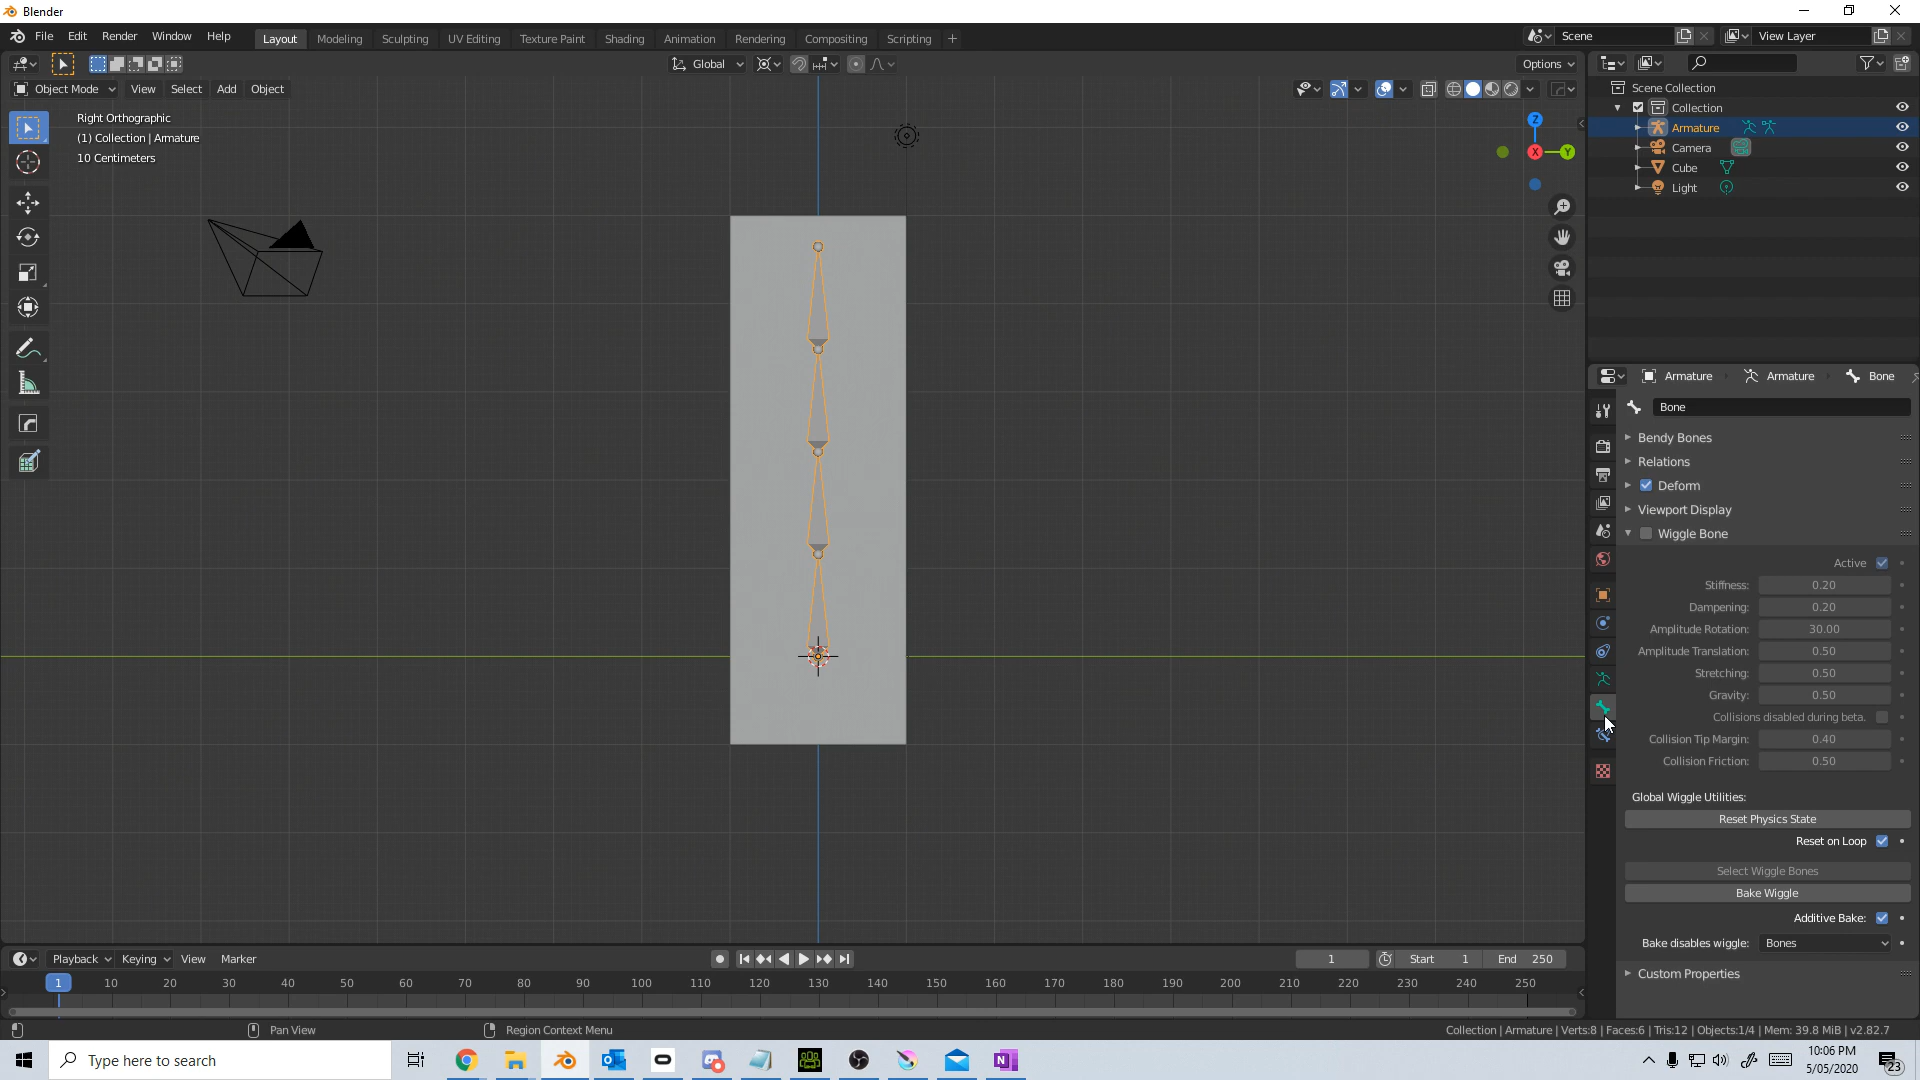 Blender
File Edit Render Window Help
Layout Modeling Sculpting UV Editing Texture Paint Shading Animation Rendering Compositing Scripting +
Scene
View Layer
Global
Options
Object Mode View Select Add Object
Right Orthographic
(1) Collection | Armature
10 Centimeters
Z
X
Y
Scene Collection
Collection
Armature
Camera
Cube
Light
Armature Armature Bone
Bone
Bendy Bones
Relations
Deform
Viewport Display
Wiggle Bone
Active
Stiffness: 0.20
Dampening: 0.20
Amplitude Rotation: 30.00
Amplitude Translation: 0.50
Stretching: 0.50
Gravity: 0.50
Collisions disabled during beta.
Collision Tip Margin: 0.40
Collision Friction: 0.50
Global Wiggle Utilities:
Reset Physics State
Reset on Loop
Select Wiggle Bones
Bake Wiggle
Additive Bake:
Bake disables wiggle: Bones
Custom Properties
Playback Keying View Marker
1 Start 1 End 250
1 10 20 30 40 50 60 70 80 90 100 110 120 130 140 150 160 170 180 190 200 210 220 230 240 250
Pan View
Region Context Menu
Collection | Armature | Verts:8 | Faces:6 | Tris:12 | Objects:1/4 | Mem: 39.8 MiB | v2.82.7
Type here to search
10:06 PM
5/05/2020
23